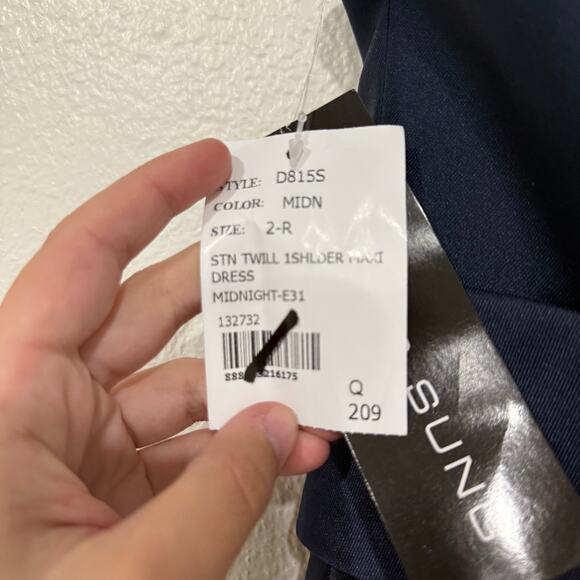 STYLE: D815S
COLOR: MIDN
SIZE: 2-R
STN TWILL 1SHLDER MAXI
DRESS
MIDNIGHT-E31
132732
Q
209
SUNG